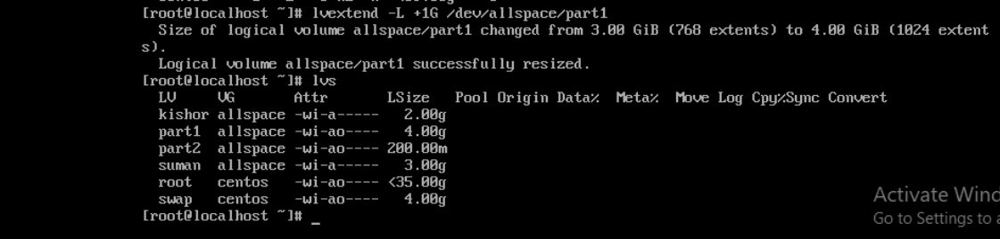 [root@localhost ~]# lvextend -L +1G /dev/allspace/part1
  Size of logical volume allspace/part1 changed from 3.00 GiB (768 extents) to 4.00 GiB (1024 extent
s).
  Logical volume allspace/part1 successfully resized.
[root@localhost ~]# lvs
  LV     VG       Attr       LSize   Pool Origin Data%  Meta%  Move Log Cpy%Sync Convert
  kishor allspace -wi-a-----   2.00g
  part1  allspace -wi-ao----   4.00g
  part2  allspace -wi-ao---- 200.00m
  suman  allspace -wi-a-----   3.00g
  root   centos   -wi-ao---- <35.00g
  swap   centos   -wi-ao----   4.00g
[root@localhost ~]# _
Activate Wind
Go to Settings to a